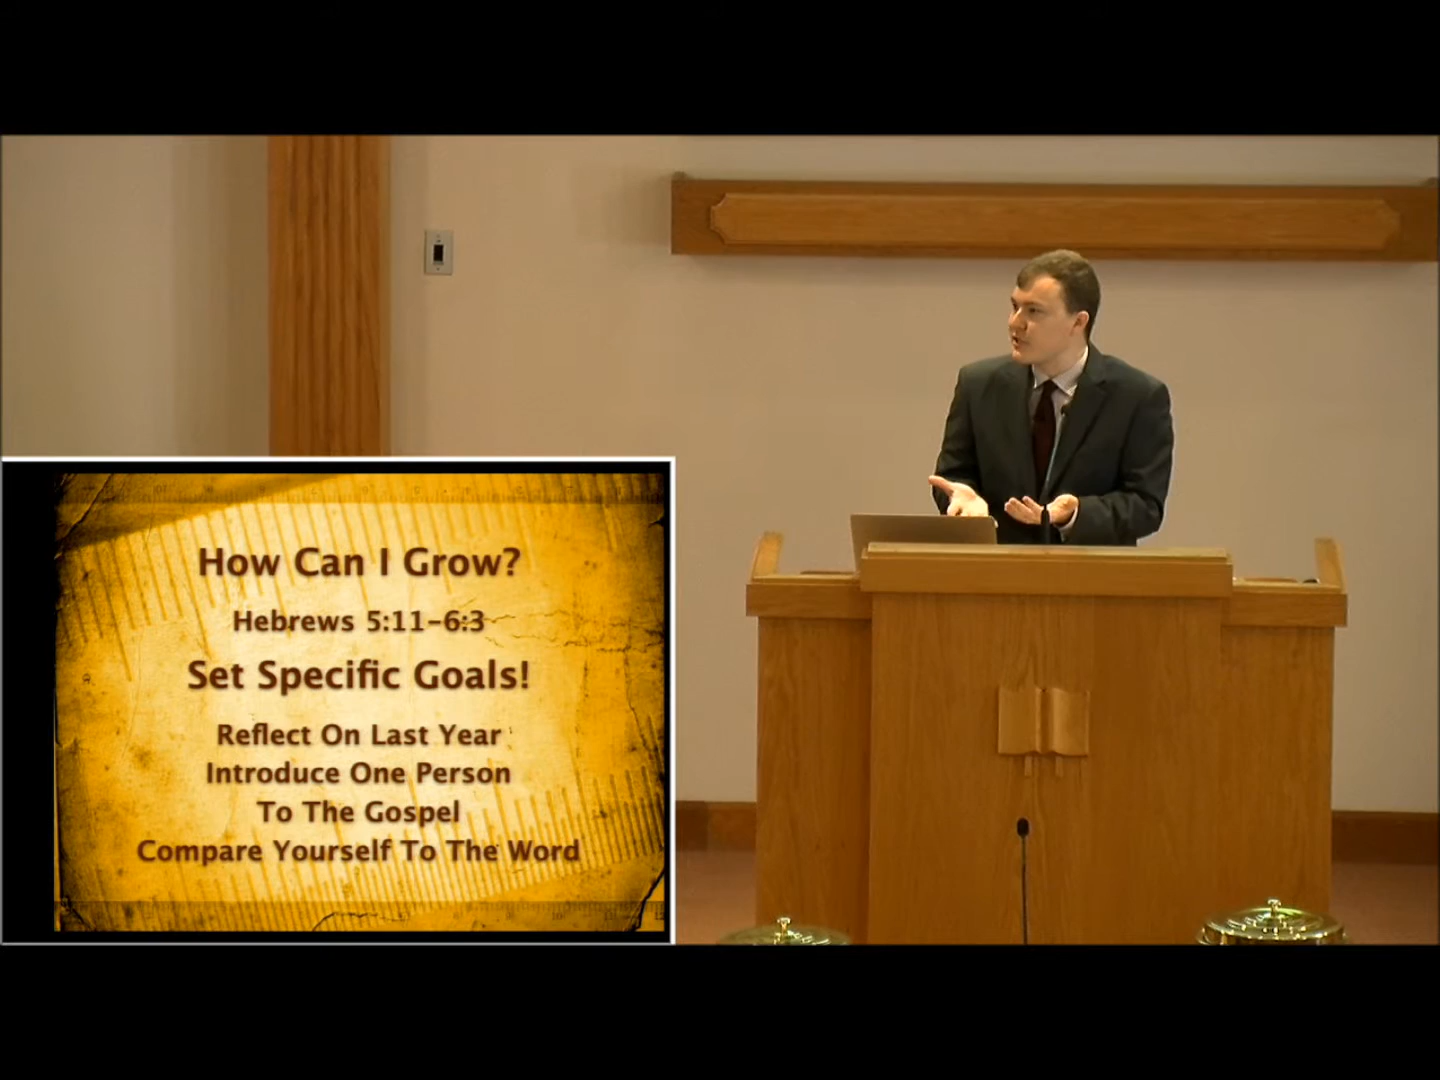 How Can I Grow?
Hebrews 5:11-6:3
Set Specific Goals!
Reflect On Last Year
Introduce One Person
To The Gospel
Compare Yourself To The Word